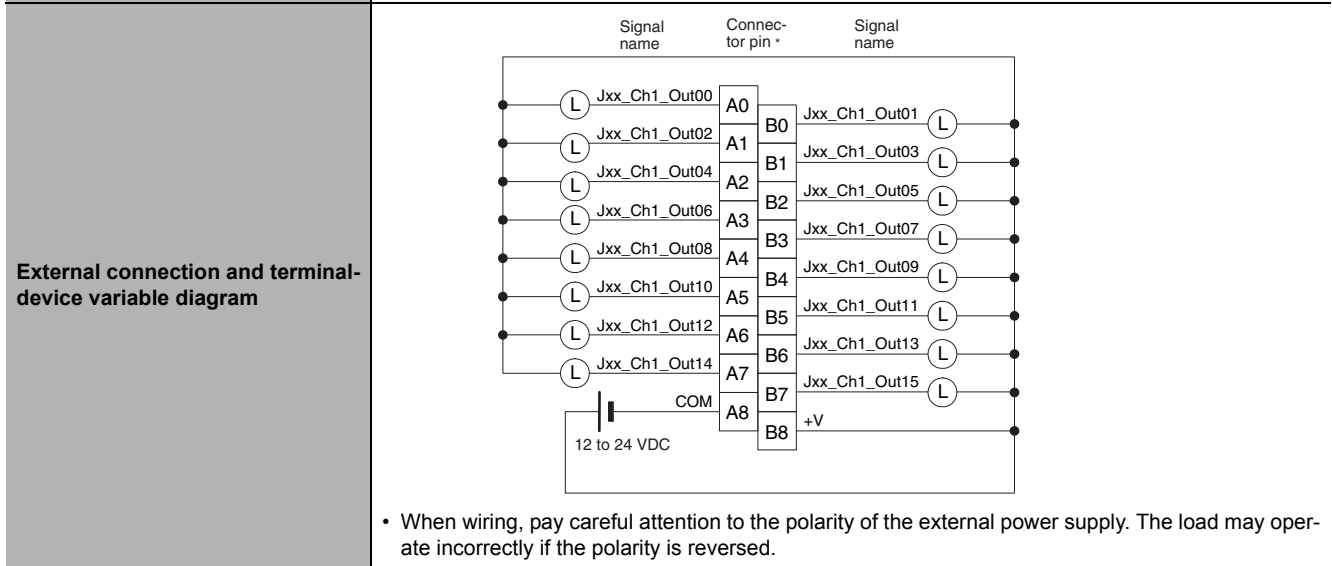 External connection and terminal-
device variable diagram
Signal
name
Connec-
tor pin *
Signal
name
L Jxx_Ch1_Out00 A0
B0 Jxx_Ch1_Out01 L
L Jxx_Ch1_Out02 A1
B1 Jxx_Ch1_Out03 L
L Jxx_Ch1_Out04 A2
B2 Jxx_Ch1_Out05 L
L Jxx_Ch1_Out06 A3
B3 Jxx_Ch1_Out07 L
L Jxx_Ch1_Out08 A4
B4 Jxx_Ch1_Out09 L
L Jxx_Ch1_Out10 A5
B5 Jxx_Ch1_Out11 L
L Jxx_Ch1_Out12 A6
B6 Jxx_Ch1_Out13 L
L Jxx_Ch1_Out14 A7
B7 Jxx_Ch1_Out15 L
COM A8
B8 +V
12 to 24 VDC
• When wiring, pay careful attention to the polarity of the external power supply. The load may oper-
ate incorrectly if the polarity is reversed.